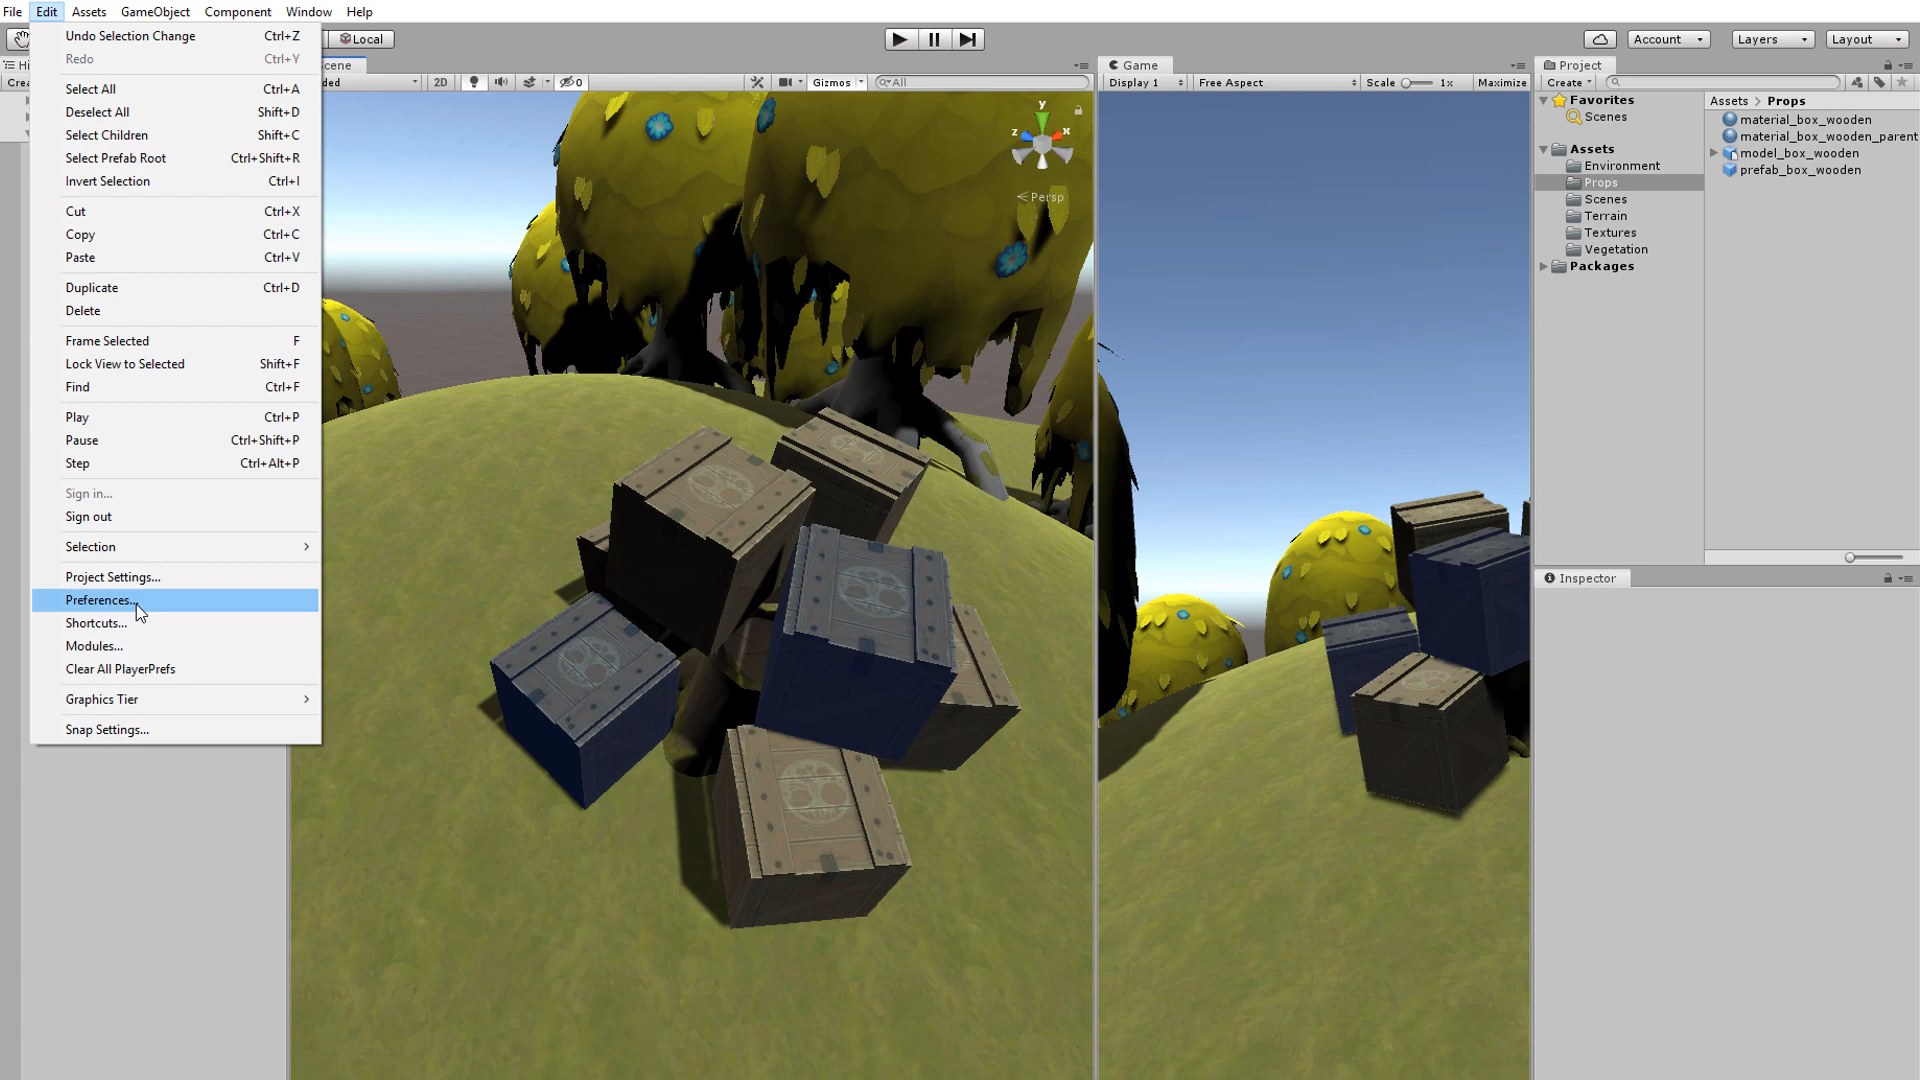 File Edit Assets GameObject Component Window Help
Undo Selection Change Ctrl+Z
Redo Ctrl+Y
Select All Ctrl+A
Deselect All Shift+D
Select Children Shift+C
Select Prefab Root Ctrl+Shift+R
Invert Selection Ctrl+I
Cut Ctrl+X
Copy Ctrl+C
Paste Ctrl+V
Duplicate Ctrl+D
Delete
Frame Selected F
Lock View to Selected Shift+F
Find Ctrl+F
Play Ctrl+P
Pause Ctrl+Shift+P
Step Ctrl+Alt+P
Sign in...
Sign out
Selection
Project Settings...
Preferences...
Shortcuts...
Modules...
Clear All PlayerPrefs
Graphics Tier
Snap Settings...
Local
Account Layers Layout
2D 0 Gizmos All
y
z x
Persp
Game
Display 1 Free Aspect Scale 1x Maximize
Project
Create
Favorites
Scenes
Assets
Environment
Props
Scenes
Terrain
Textures
Vegetation
Packages
Assets > Props
material_box_wooden
material_box_wooden_parent
model_box_wooden
prefab_box_wooden
Inspector